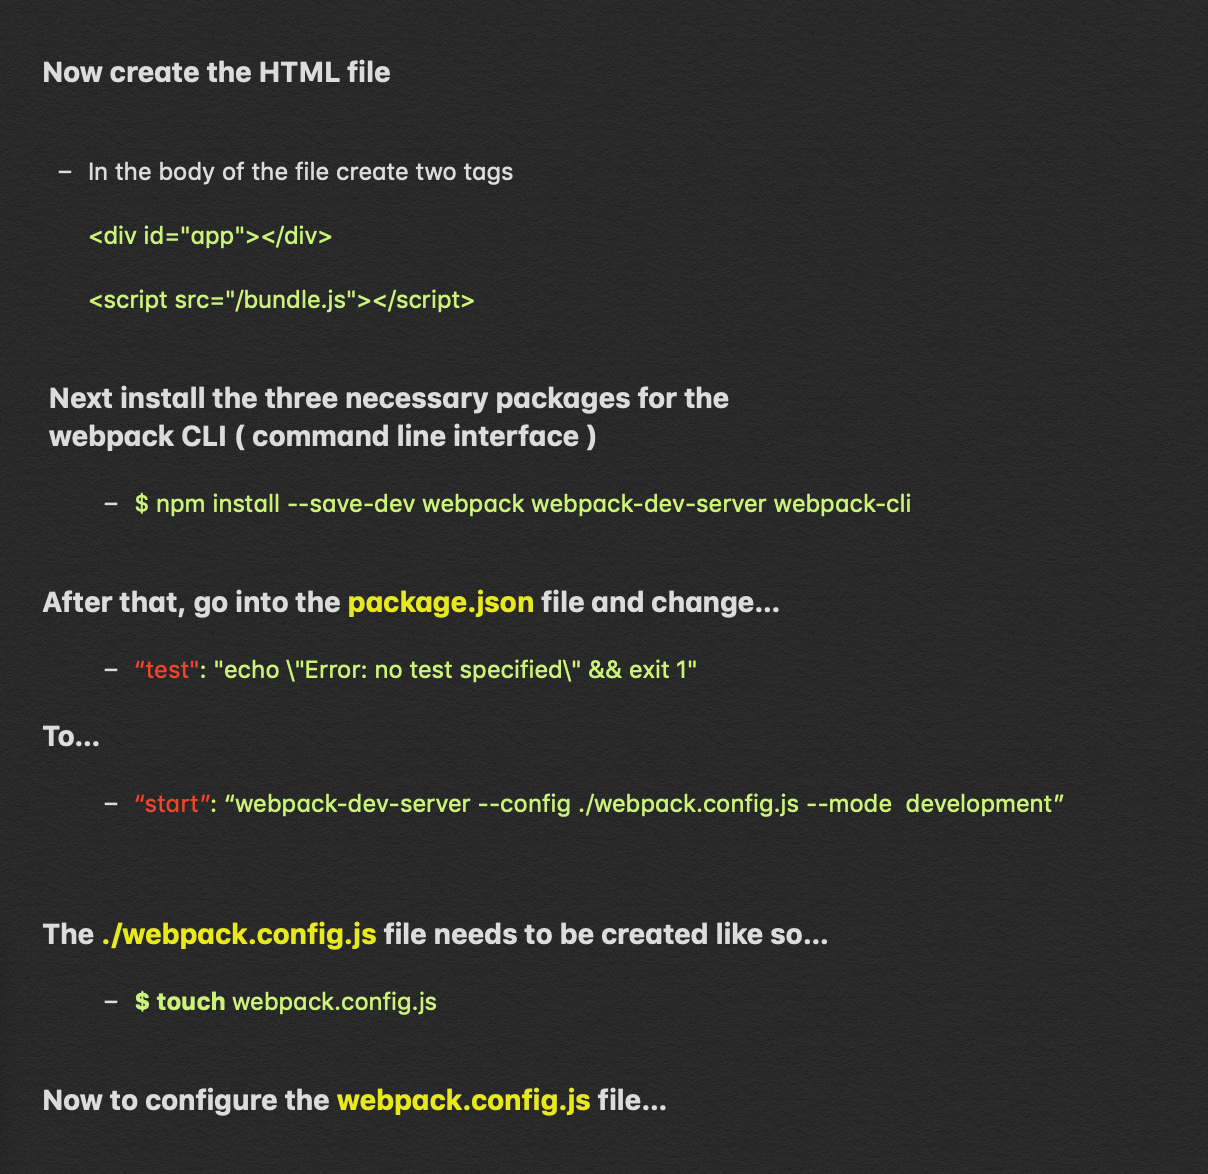 Now create the HTML file
– In the body of the file create two tags
<div id="app"></div>
<script src="/bundle.js"></script>
Next install the three necessary packages for the
webpack CLI ( command line interface )
– $ npm install --save-dev webpack webpack-dev-server webpack-cli
After that, go into the package.json file and change...
– “test": "echo \"Error: no test specified\" && exit 1"
To...
– “start”: “webpack-dev-server --config ./webpack.config.js --mode  development”
The ./webpack.config.js file needs to be created like so...
– $ touch webpack.config.js
Now to configure the webpack.config.js file...